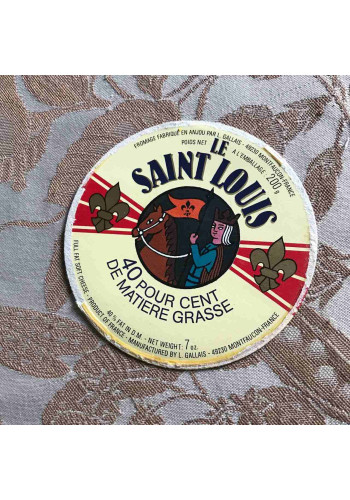 FROMAGE FABRIQUÉ EN ANJOU PAR L. GALLAIS - 49230 MONTFAUCON-FRANCE
POIDS NET A L'EMBALLAGE 200 g
LE
SAINT LOUIS
40 POUR CENT
DE MATIÈRE GRASSE
FULL FAT SOFT CHEESE - PRODUCT OF FRANCE
40% FAT IN D.M. - NET WEIGHT: 7 oz.
MANUFACTURED BY L. GALLAIS - 49230 MONTFAUCON-FRANCE